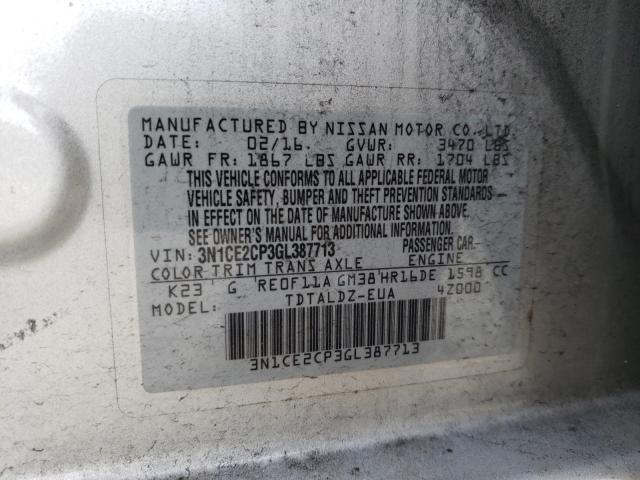 MANUFACTURED BY NISSAN MOTOR CO.,LTD.
DATE: 02/16. GVWR: 3470 LBS
GAWR FR: 1867 LBS GAWR RR: 1704 LBS
THIS VEHICLE CONFORMS TO ALL APPLICABLE FEDERAL MOTOR
VEHICLE SAFETY, BUMPER AND THEFT PREVENTION STANDARDS
IN EFFECT ON THE DATE OF MANUFACTURE SHOWN ABOVE.
SEE OWNER'S MANUAL FOR ADDITIONAL INFORMATION.
VIN: 3N1CE2CP3GL387713 PASSENGER CAR
COLOR TRIM TRANS AXLE ENGINE
K23 G RE0F11A GM38 HR16DE 1598 CC
MODEL: TDTALDZ-EUA 4Z000
3N1CE2CP3GL387713